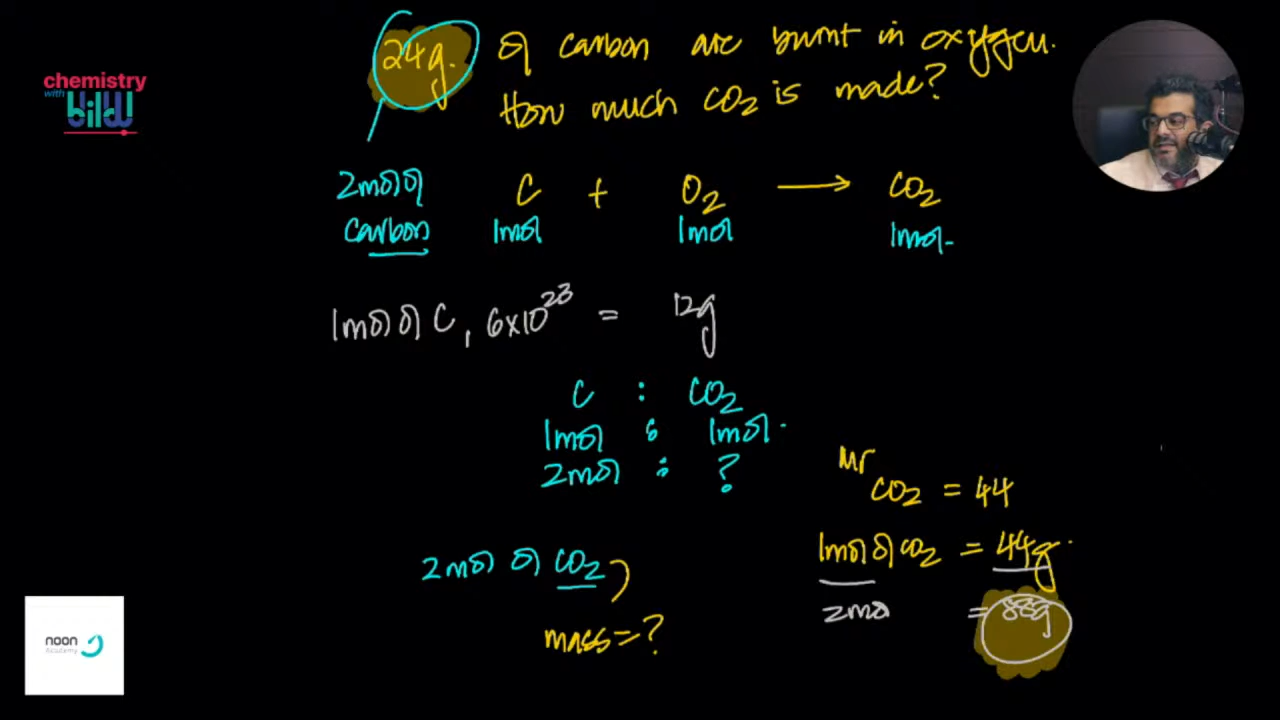 24g. of carbon are burnt in oxygen.
How much CO2 is made?
chemistry
with
bilal
2mol of
carbon
C + O2 → CO2
1mol 1mol 1mol.
1mol of C, 6x10^23 = 12g
C : CO2
1mol : 1mol.
2mol : ?
Mr
CO2 = 44
1mol of CO2 = 44g.
2mol = 88g
2mol of CO2
mass = ?
noon
Academy